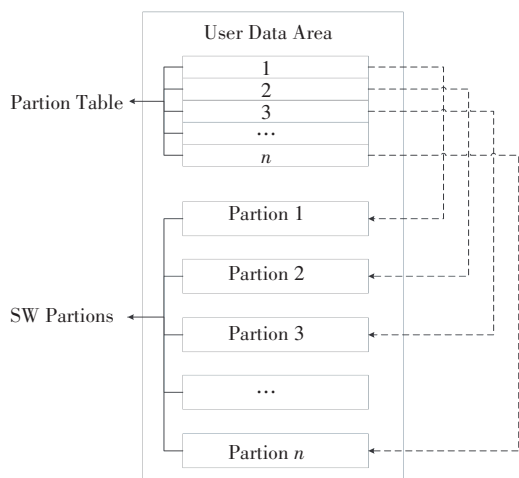 User Data Area
1
2
3
...
n
Partion Table
Partion 1
Partion 2
SW Partions
Partion 3
...
Partion n